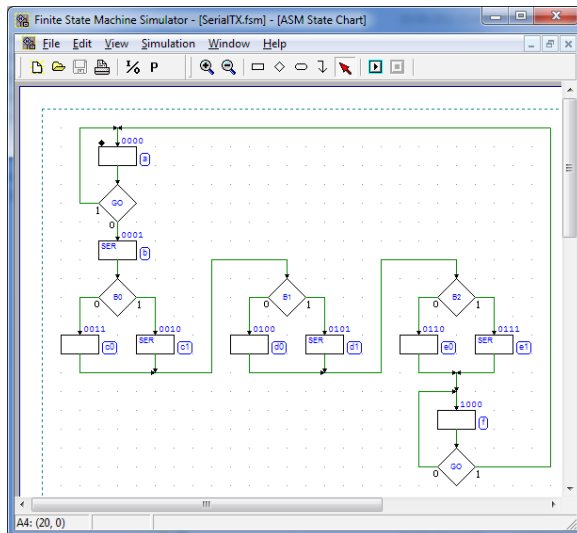 Finite State Machine Simulator - [SerialTX.fsm] - [ASM State Chart]
File Edit View Simulation Window Help
I/O P
0000
a
GO
1
0
0001
SER
b
B0
0 1
B1
0 1
B2
0 1
0011
c0
0010
SER
c1
0100
d0
0101
SER
d1
0110
e0
0111
SER
e1
1000
f
GO
0 1
A4: (20, 0)